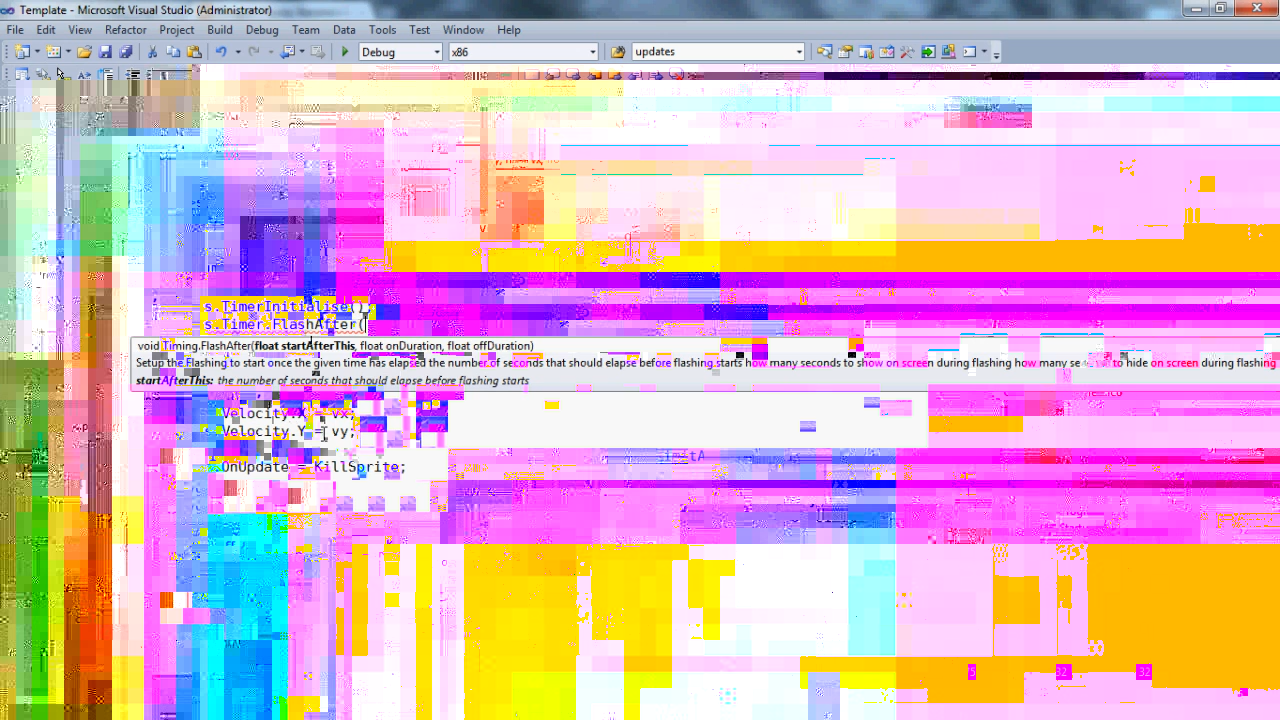 Template - Microsoft Visual Studio (Administrator)
File Edit View Refactor Project Build Debug Team Data Tools Test Window Help
Debug x86 updates
s.TimerInitialise();
s.Timer.FlashAfter(
void Timing.FlashAfter(float startAfterThis, float onDuration, float offDuration)
Setup the flashing to start once the given time has elapsed the number of seconds that should elapse before flashing starts how many seconds to show on screen during flashing how many to hide on screen during flashing
startAfterThis: the number of seconds that should elapse before flashing starts
Velocity.X = vx;
Velocity.Y = vy;
.OnUpdate = KillSprite;
5 32 32